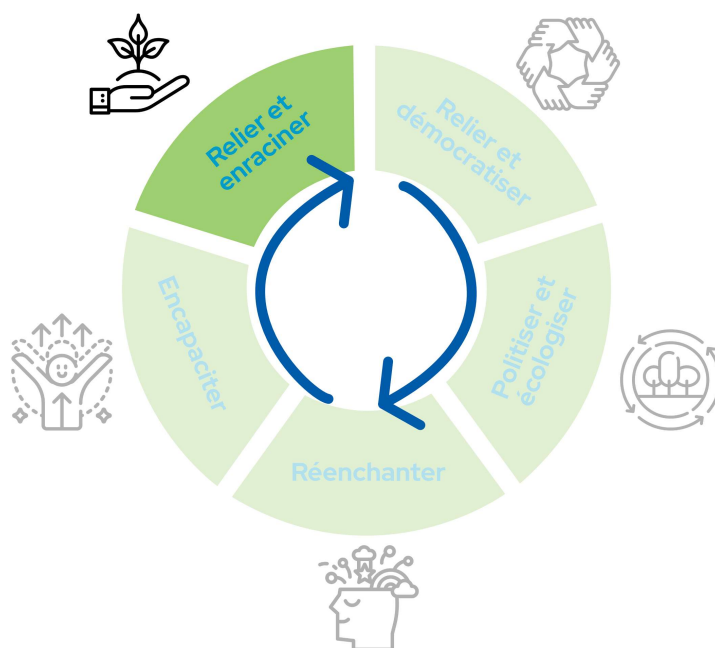 Relier et
enraciner
Relier et
démocratiser
Politiser et
écologiser
Réenchanter
Encapaciter